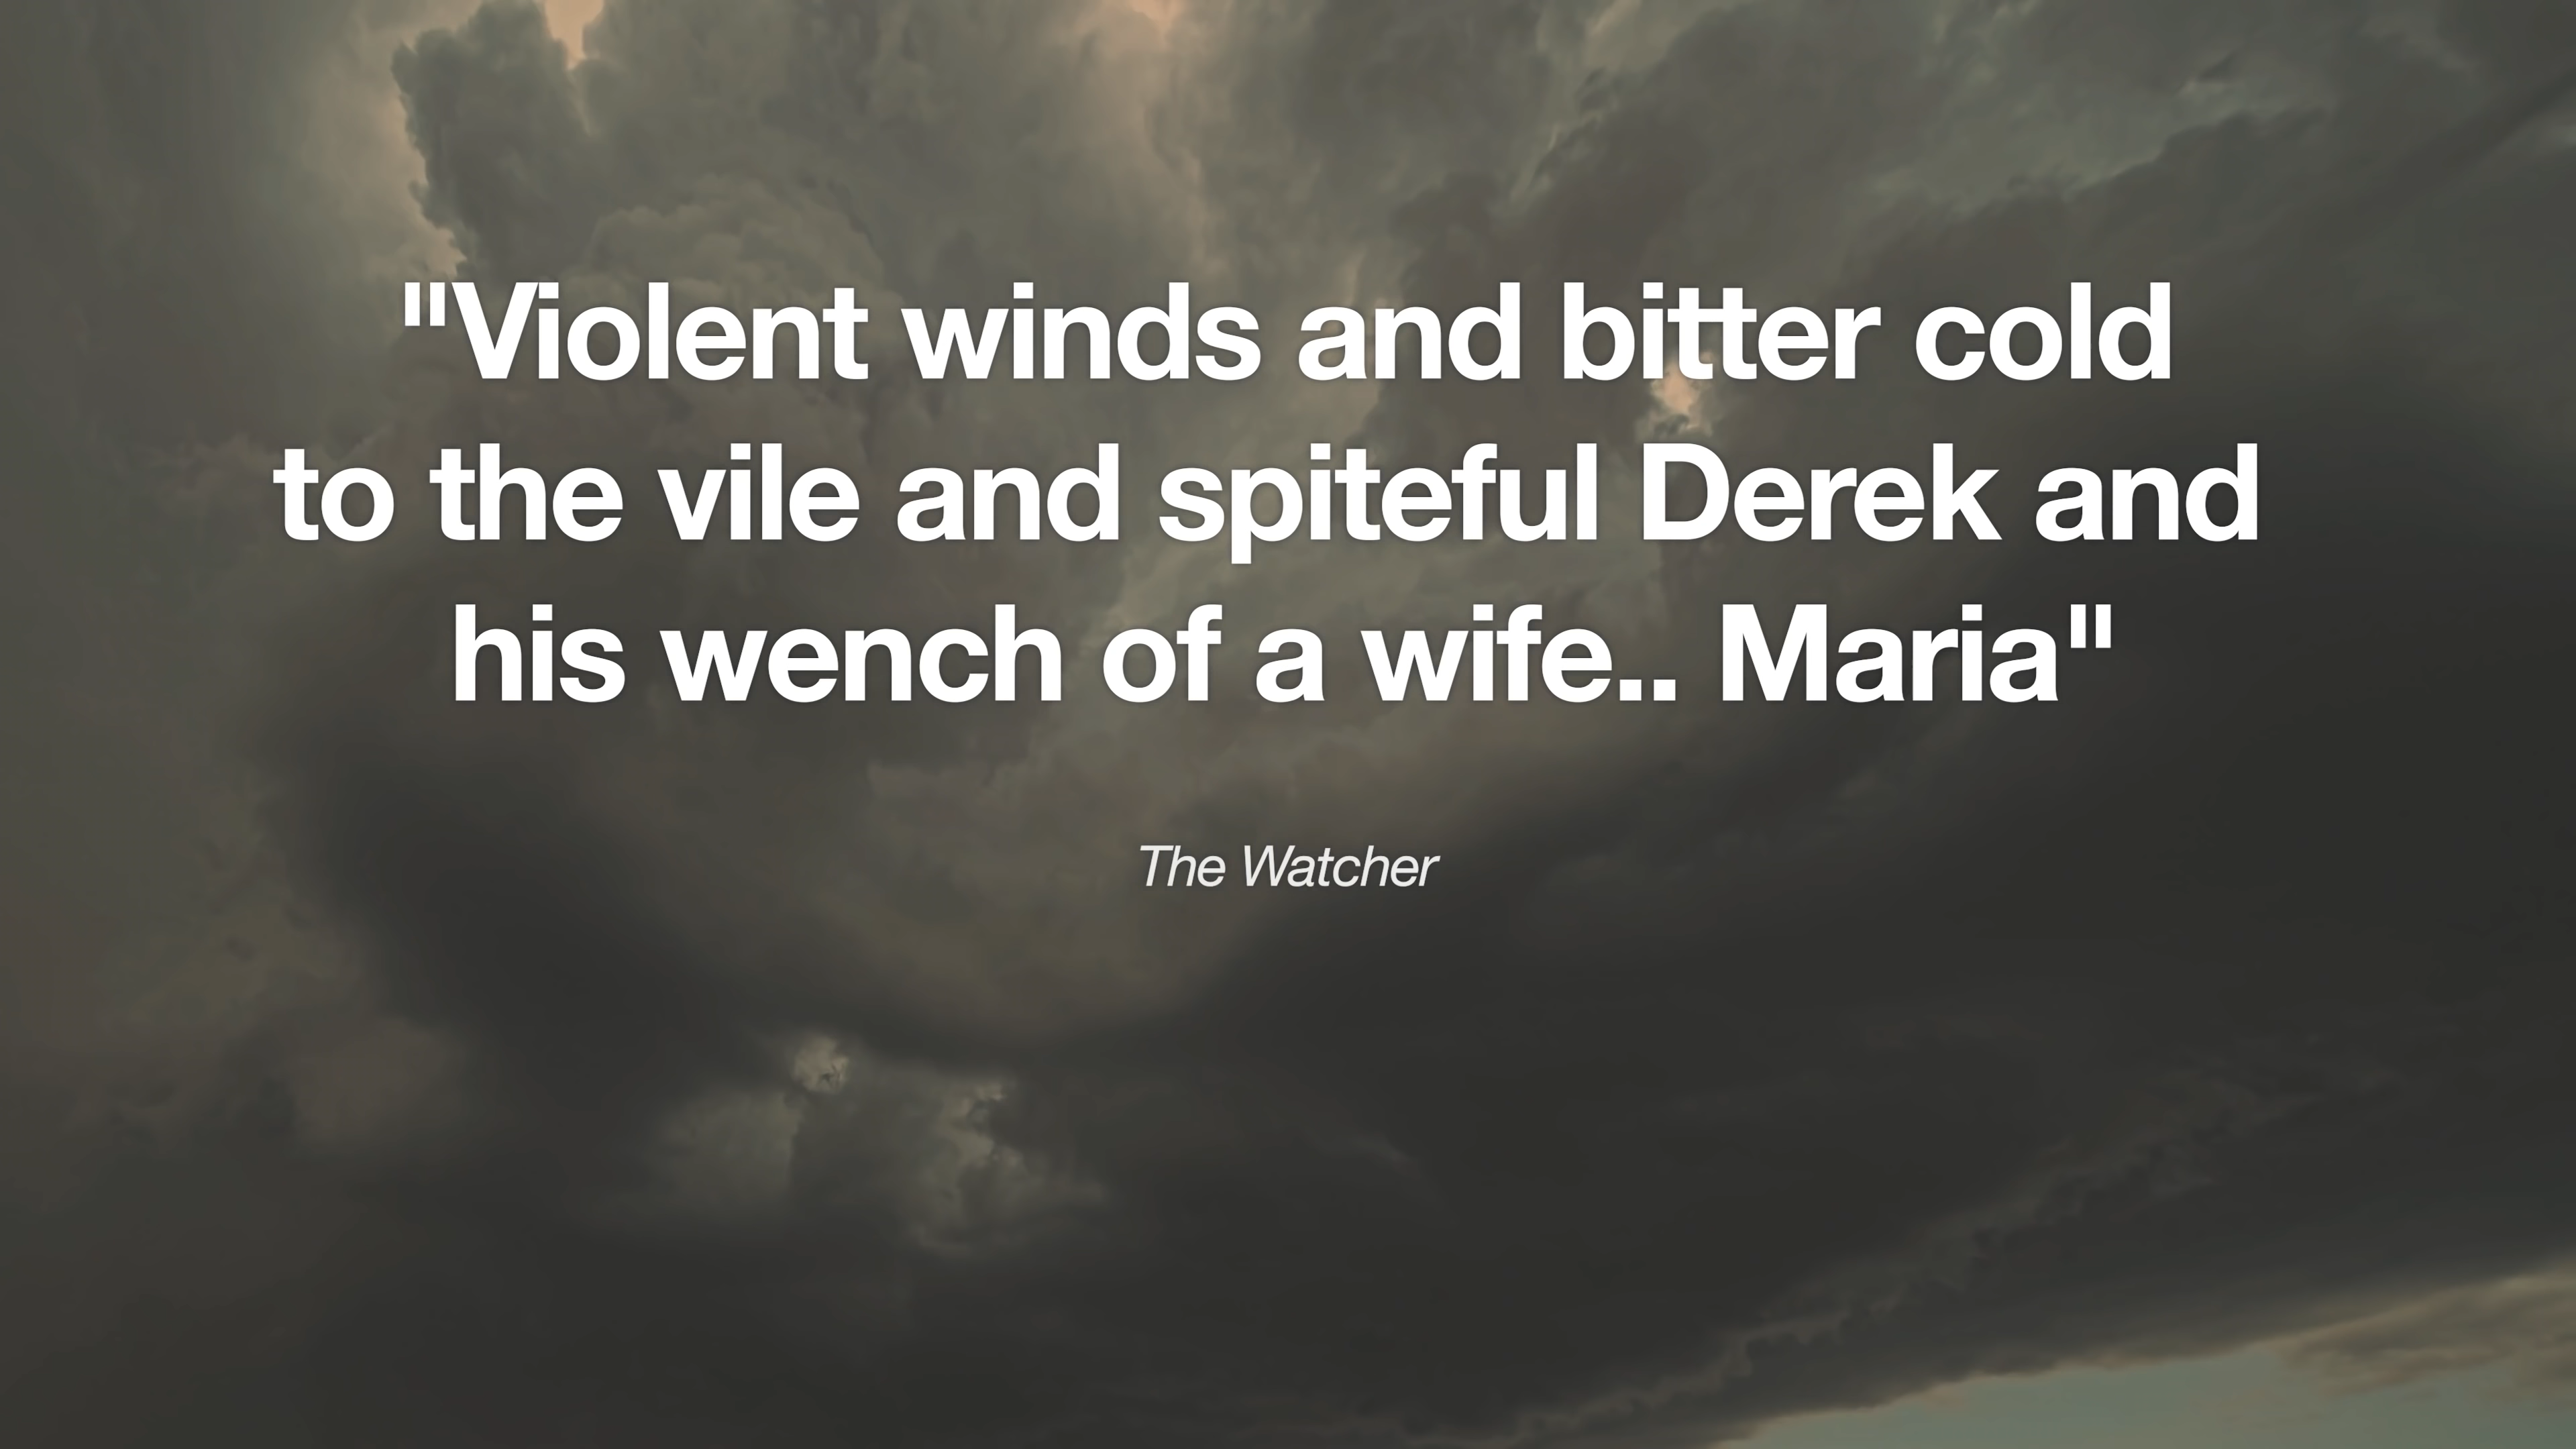 "Violent winds and bitter cold
to the vile and spiteful Derek and
his wench of a wife.. Maria"
The Watcher